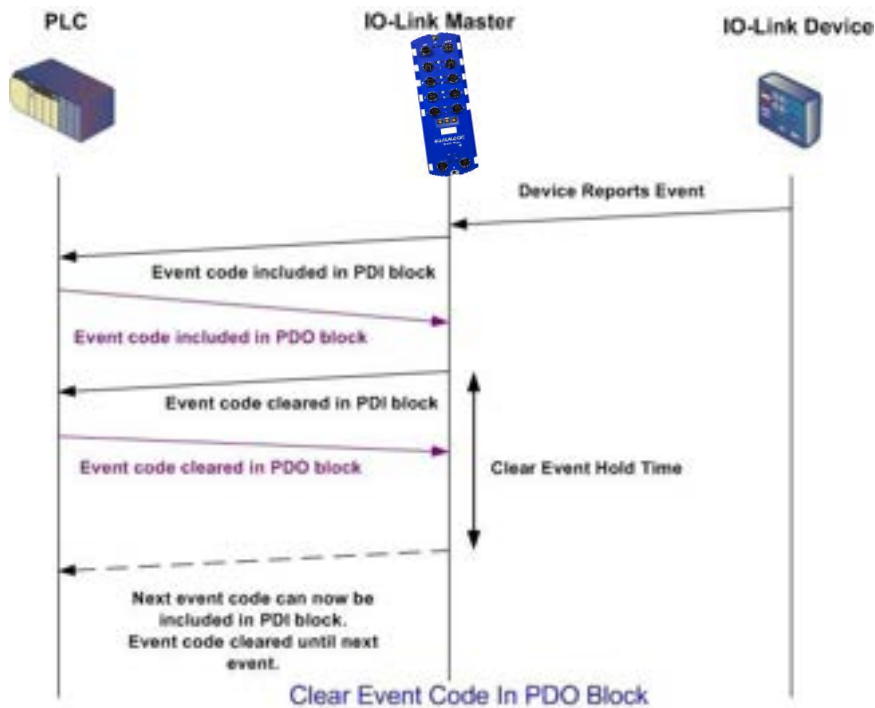 PLC
IO-Link Master
IO-Link Device
Device Reports Event
Event code included in PDI block
Event code included in PDO block
Event code cleared in PDI block
Event code cleared in PDO block
Clear Event Hold Time
Next event code can now be
included in PDI block.
Event code cleared until next
event.
Clear Event Code In PDO Block